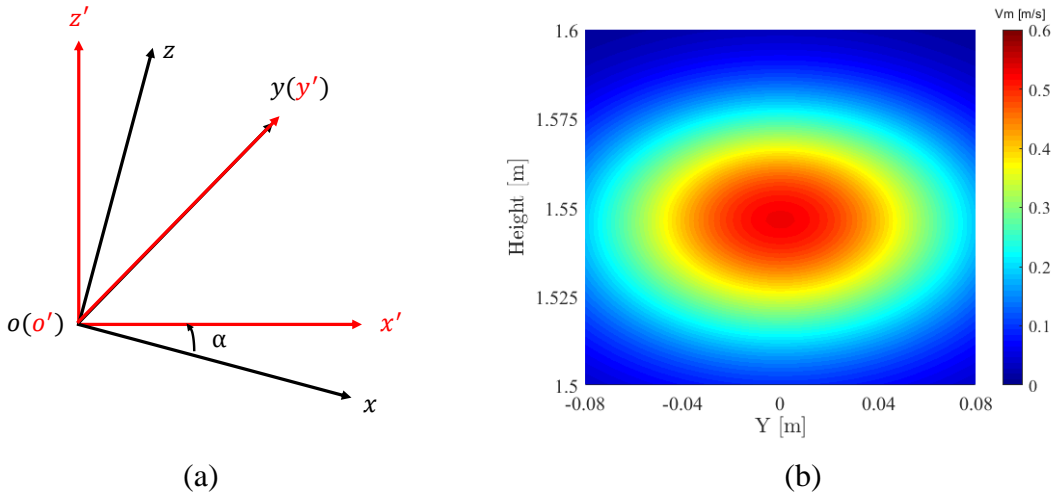 z′
z
y(y′)
o(o′)
α
x′
x
(a)
Vm [m/s]
1.6
1.575
1.55
1.525
1.5
Height [m]
-0.08
-0.04
0
0.04
0.08
Y [m]
0.6
0.5
0.4
0.3
0.2
0.1
0
(b)